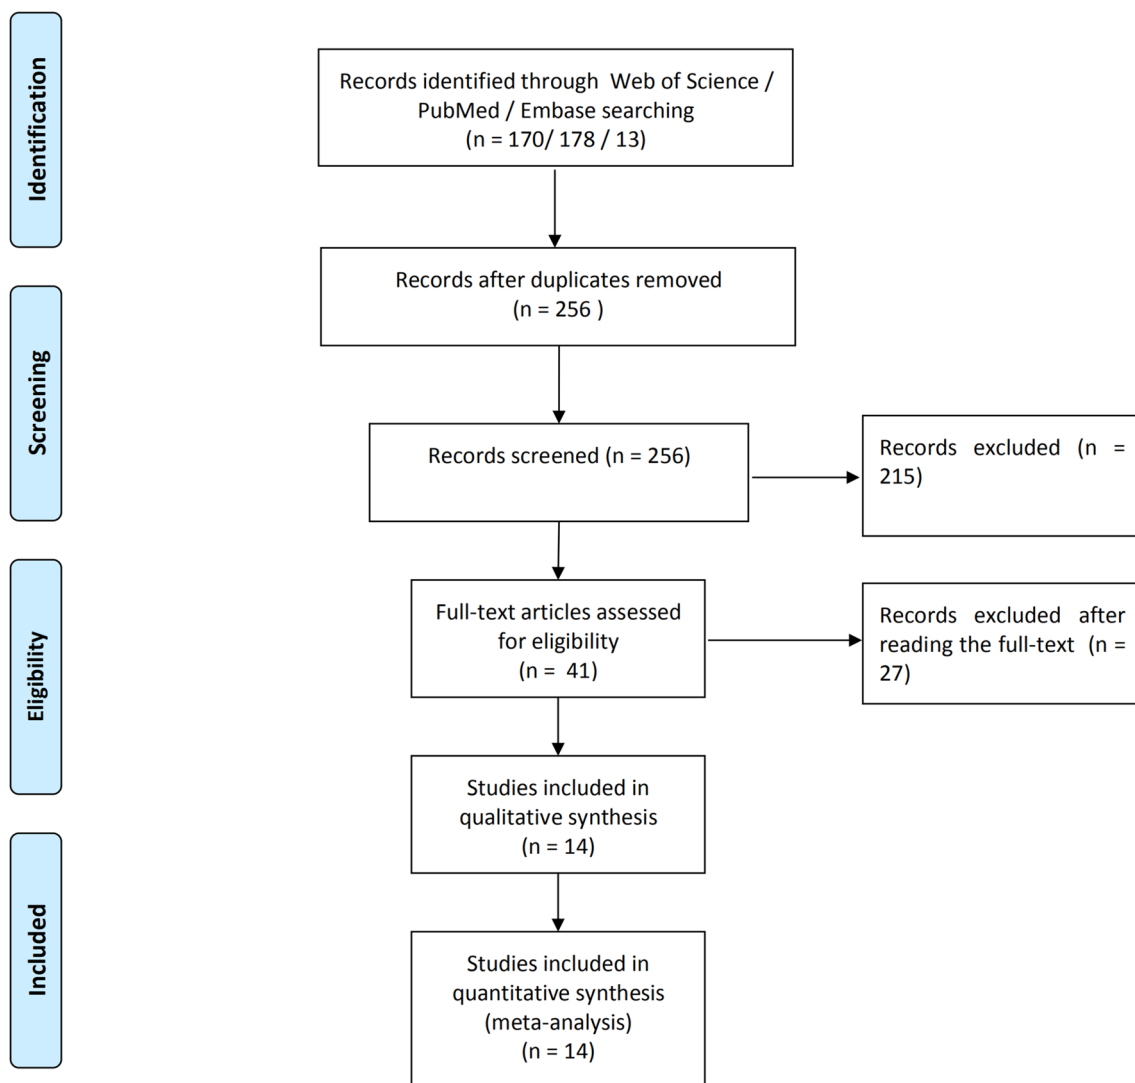 Identification
Records identified through Web of Science /
PubMed / Embase searching
(n = 170/ 178 / 13)
Records after duplicates removed
(n = 256 )
Screening
Records screened (n = 256)
Records excluded (n =
215)
Eligibility
Full-text articles assessed
for eligibility
(n = 41)
Records excluded after
reading the full-text (n =
27)
Studies included in
qualitative synthesis
(n = 14)
Included
Studies included in
quantitative synthesis
(meta-analysis)
(n = 14)